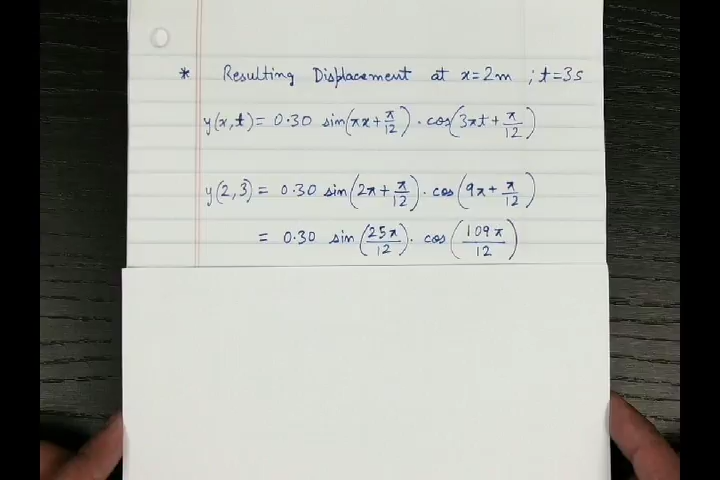 * Resulting Displacement at x=2m ; t=3s
y(x,t) = 0.30 sin(πx + π/12) · cos(3πt + π/12)
y(2,3) = 0.30 sin(2π + π/12) · cos(9π + π/12)
= 0.30 sin(25π/12) · cos(109π/12)